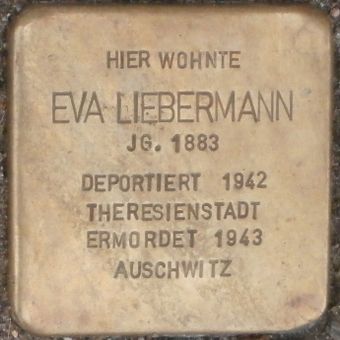 HIER WOHNTE
EVA LIEBERMANN
JG. 1883
DEPORTIERT 1942
THERESIENSTADT
ERMORDET 1943
AUSCHWITZ